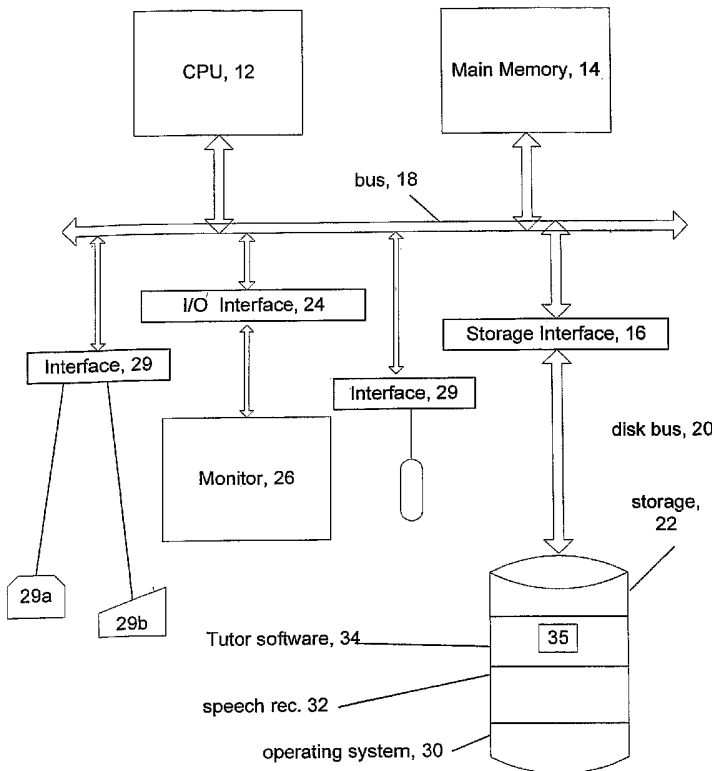 CPU, 12
Main Memory, 14
bus, 18
I/O Interface, 24
Storage Interface, 16
Interface, 29
Interface, 29
disk bus, 20
Monitor, 26
storage,
22
29a
29b
Tutor software, 34
35
speech rec. 32
operating system, 30